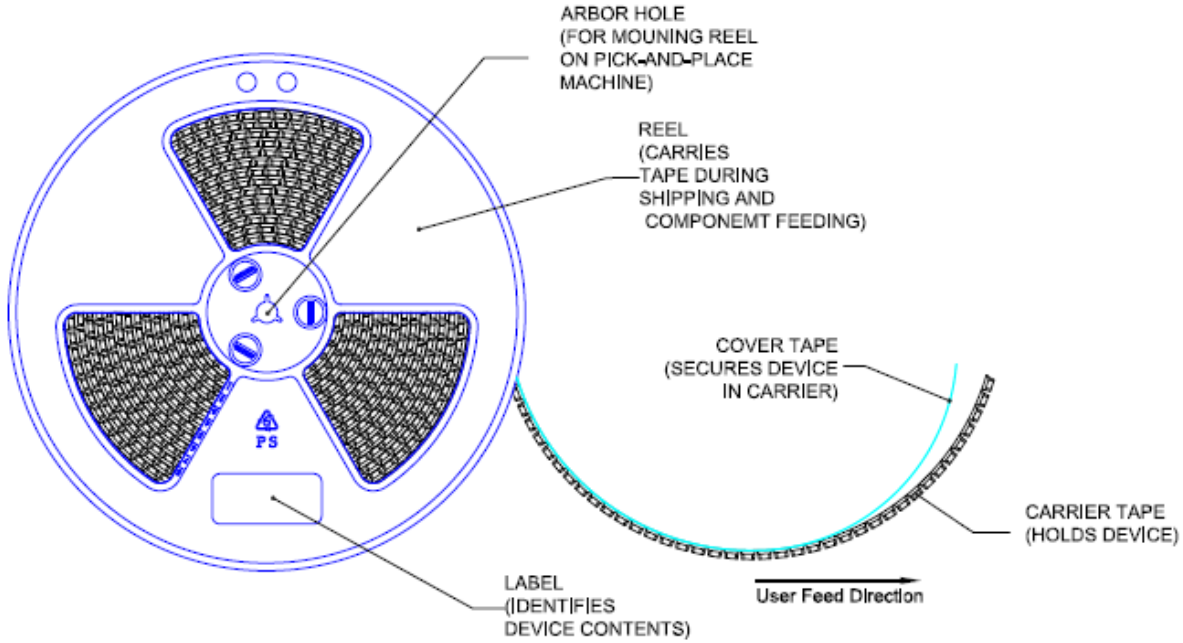 ARBOR HOLE
(FOR MOUNING REEL
ON PICK-AND-PLACE
MACHINE)
REEL
(CARRIES
TAPE DURING
SHIPPING AND
COMPONEMT FEEDING)
COVER TAPE
(SECURES DEVICE
IN CARRIER)
PS
CARRIER TAPE
(HOLDS DEVICE)
LABEL
(IDENTIFIES
DEVICE CONTENTS)
User Feed Direction